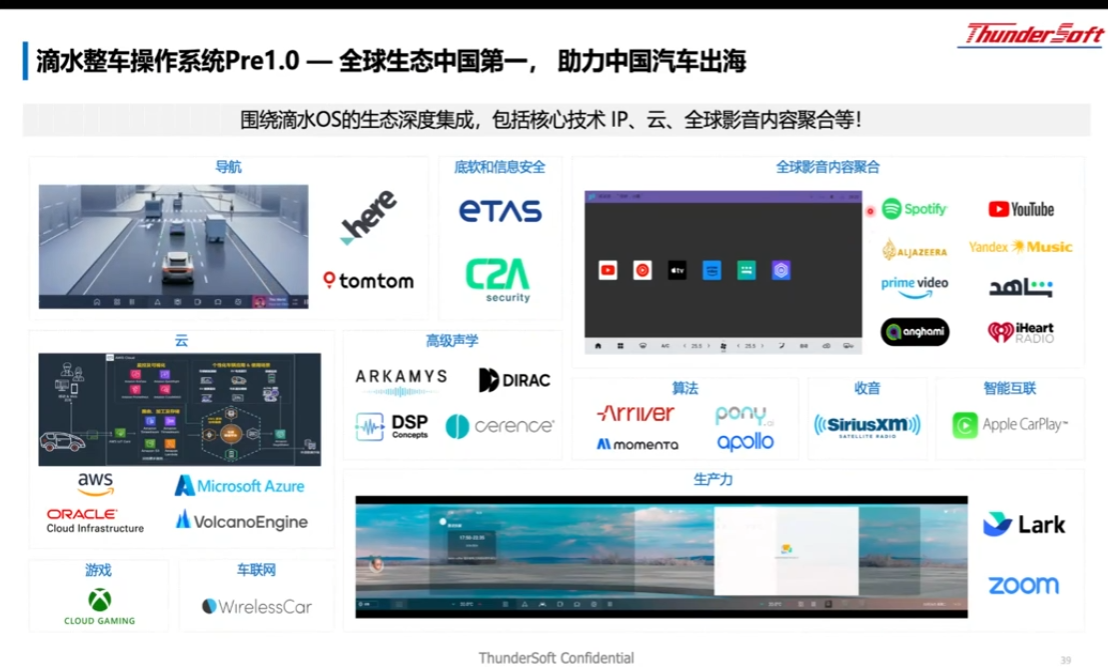 ThunderSoft
滴水整车操作系统Pre1.0 — 全球生态中国第一， 助力中国汽车出海
围绕滴水OS的生态深度集成，包括核心技术 IP、云、全球影音内容聚合等！
导航
here
tomtom
底软和信息安全
ETAS
C2A
security
全球影音内容聚合
tv
Spotify
YouTube
ALJAZEERA
Yandex Music
prime video
شاهد
anghami
iHeart
RADIO
云
aws
Microsoft Azure
ORACLE
Cloud Infrastructure
VolcanoEngine
高级声学
ARKAMYS
DIRAC
DSP
Concepts
cerence
算法
Arriver
pony.ai
momenta
apollo
收音
SiriusXM
SATELLITE RADIO
智能互联
Apple CarPlay™
生产力
Lark
zoom
游戏
CLOUD GAMING
车联网
WirelessCar
ThunderSoft Confidential
39